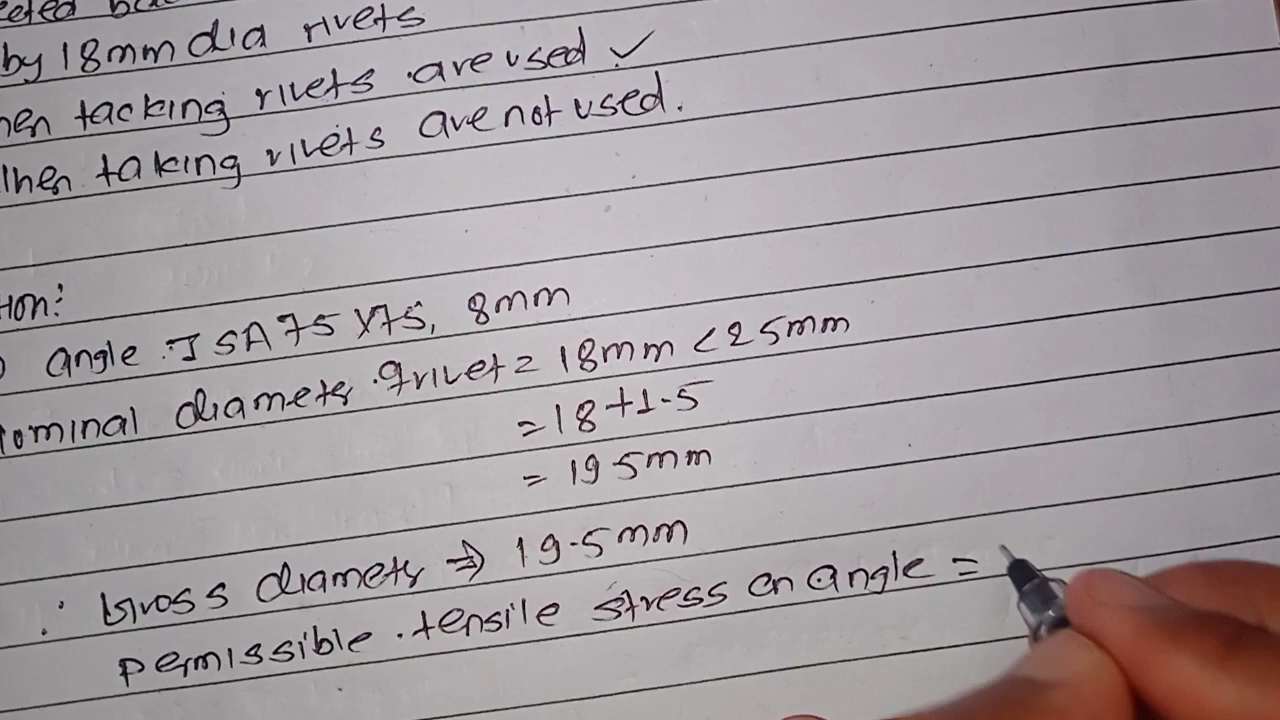 by 18mm dia rivets
hen tacking rivets are used ✓
When taking rivets are not used.
tion:
angle ISA 75 X75, 8mm
Nominal diameter of rivet = 18mm < 25mm
= 18+1.5
= 19 5mm
∴ Gross diameter ⇒ 19.5mm
permissible tensile stress on angle =